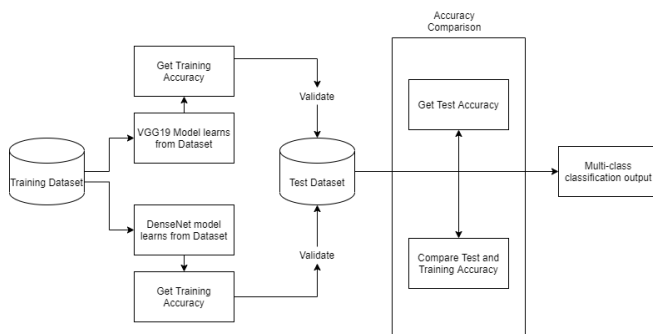 Accuracy
Comparison
Get Training
Accuracy
Validate
Get Test Accuracy
VGG19 Model learns
from Dataset
Training Dataset
Test Dataset
Multi-class
classification output
DenseNet model
learns from Dataset
Validate
Compare Test and
Training Accuracy
Get Training
Accuracy